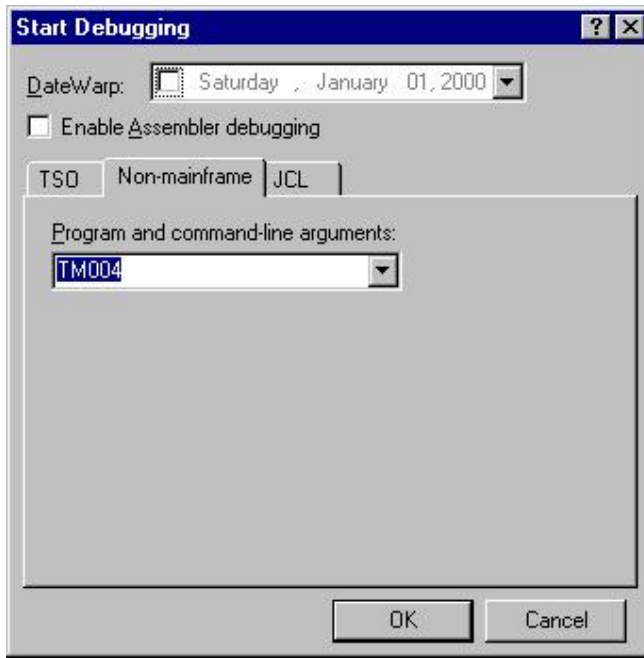 Start Debugging
DateWarp: Saturday , January 01, 2000
Enable Assembler debugging
TSO Non-mainframe JCL
Program and command-line arguments:
TM004
OK Cancel